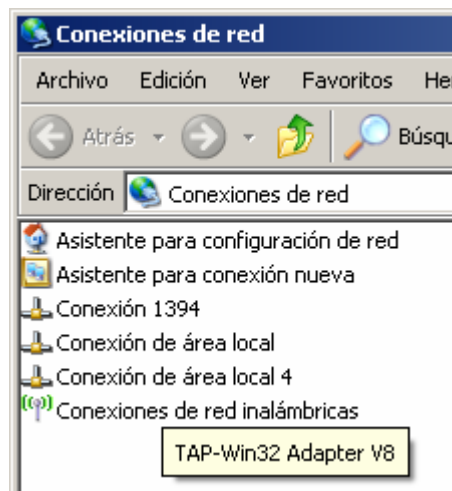 Conexiones de red
Archivo Edición Ver Favoritos
Atrás
Dirección Conexiones de red
Asistente para configuración de red
Asistente para conexión nueva
Conexión 1394
Conexión de área local
Conexión de área local 4
Conexiones de red inalámbricas
TAP-Win32 Adapter V8